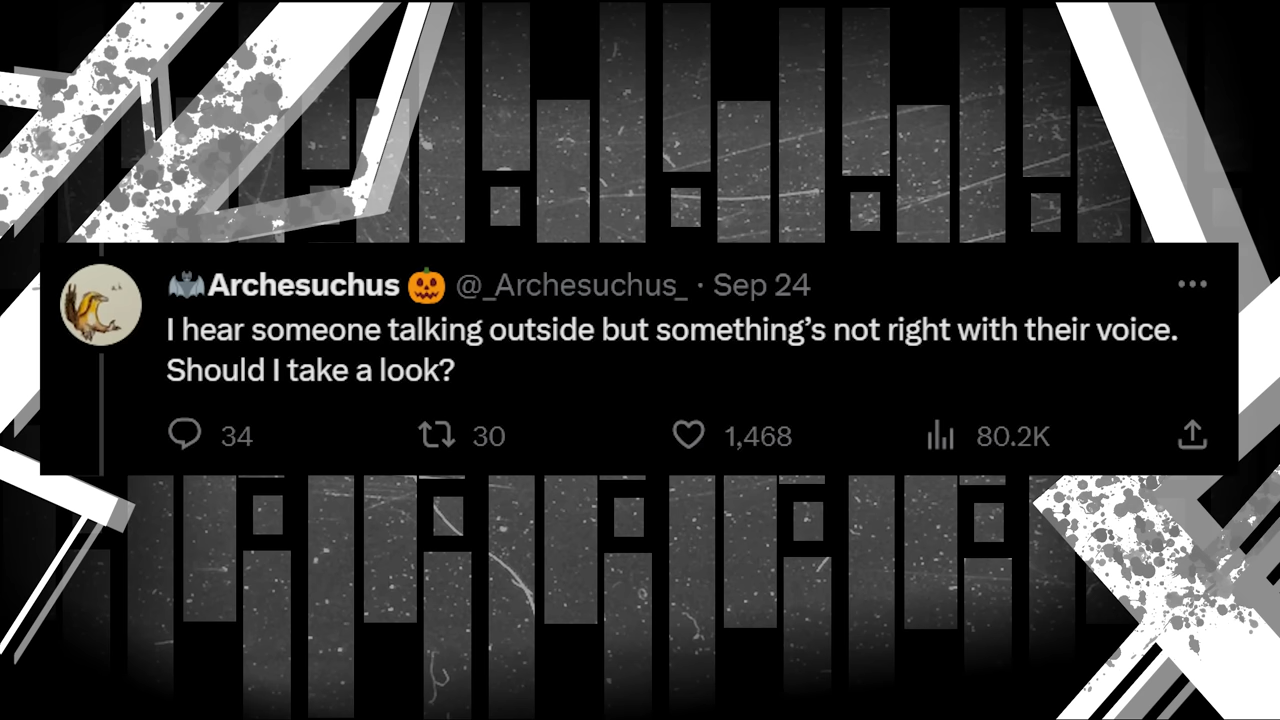 🦇Archesuchus 🎃 @_Archesuchus_ · Sep 24
I hear someone talking outside but something’s not right with their voice.
Should I take a look?
34 30 1,468 80.2K